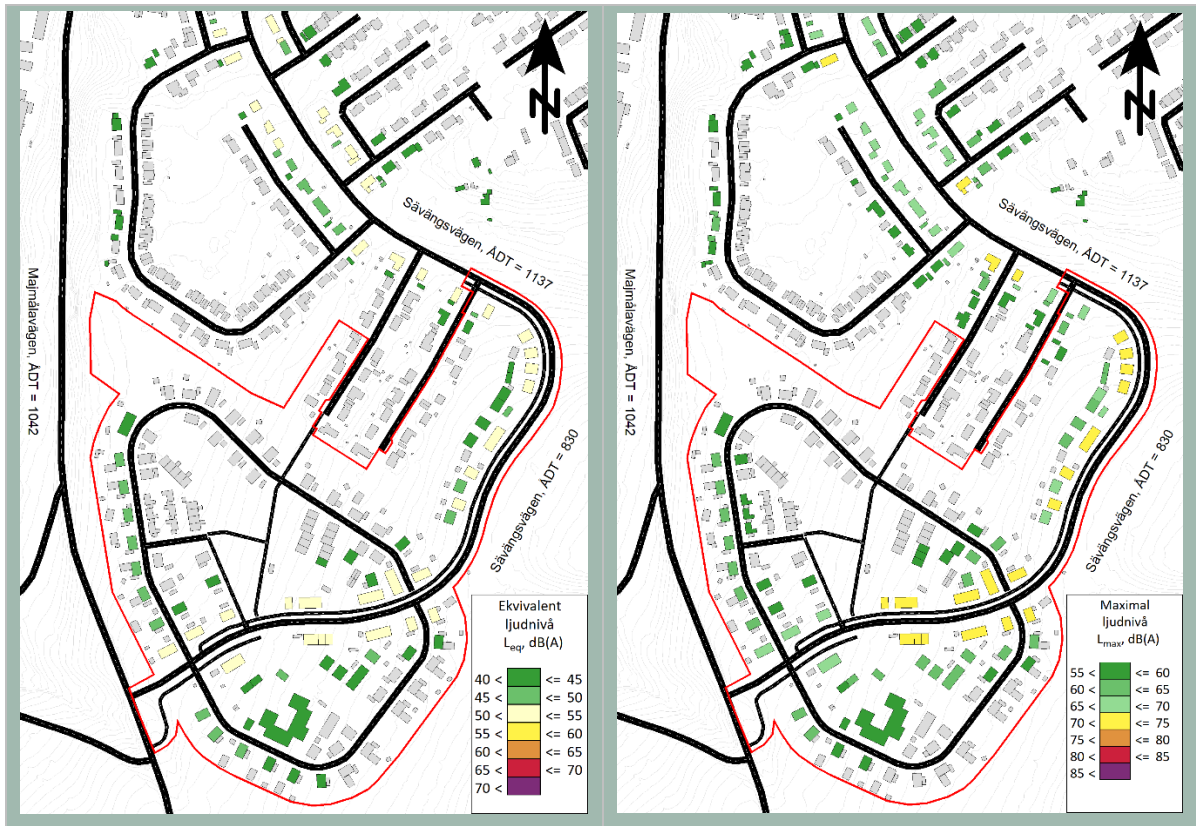 N
Sävängsvägen, ÅDT = 1137
Majmålavägen, ÅDT = 1042
Sävängsvägen, ÅDT = 830
Ekvivalent
ljudnivå
Leq, dB(A)
40 < <= 45
45 < <= 50
50 < <= 55
55 < <= 60
60 < <= 65
65 < <= 70
70 <
N
Sävängsvägen, ÅDT = 1137
Majmålavägen, ÅDT = 1042
Sävängsvägen, ÅDT = 830
Maximal
ljudnivå
Lmax, dB(A)
55 < <= 60
60 < <= 65
65 < <= 70
70 < <= 75
75 < <= 80
80 < <= 85
85 <